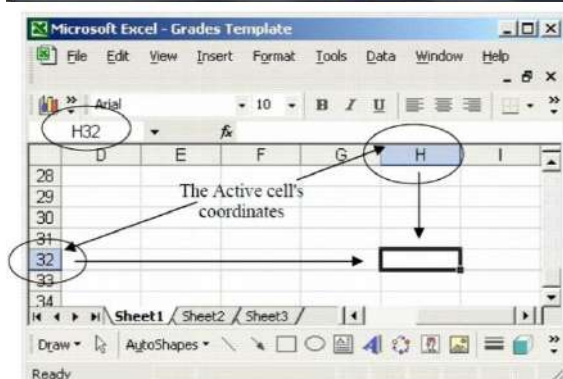 Microsoft Excel - Grades Template
File Edit View Insert Format Tools Data Window Help
Arial 10 B I U
H32 fx
D E F G H I
28
29
The Active cell's
30
coordinates
31
32
33
34
Sheet1 Sheet2 Sheet3
Draw AutoShapes
Ready